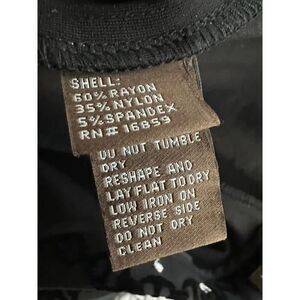 SHELL:
60% RAYON
35% NYLON
5% SPANDEX
RN# 16859
DO NOT TUMBLE
DRY
RESHAPE AND
LAY FLAT TO DRY
LOW IRON ON
REVERSE SIDE
DO NOT DRY
CLEAN